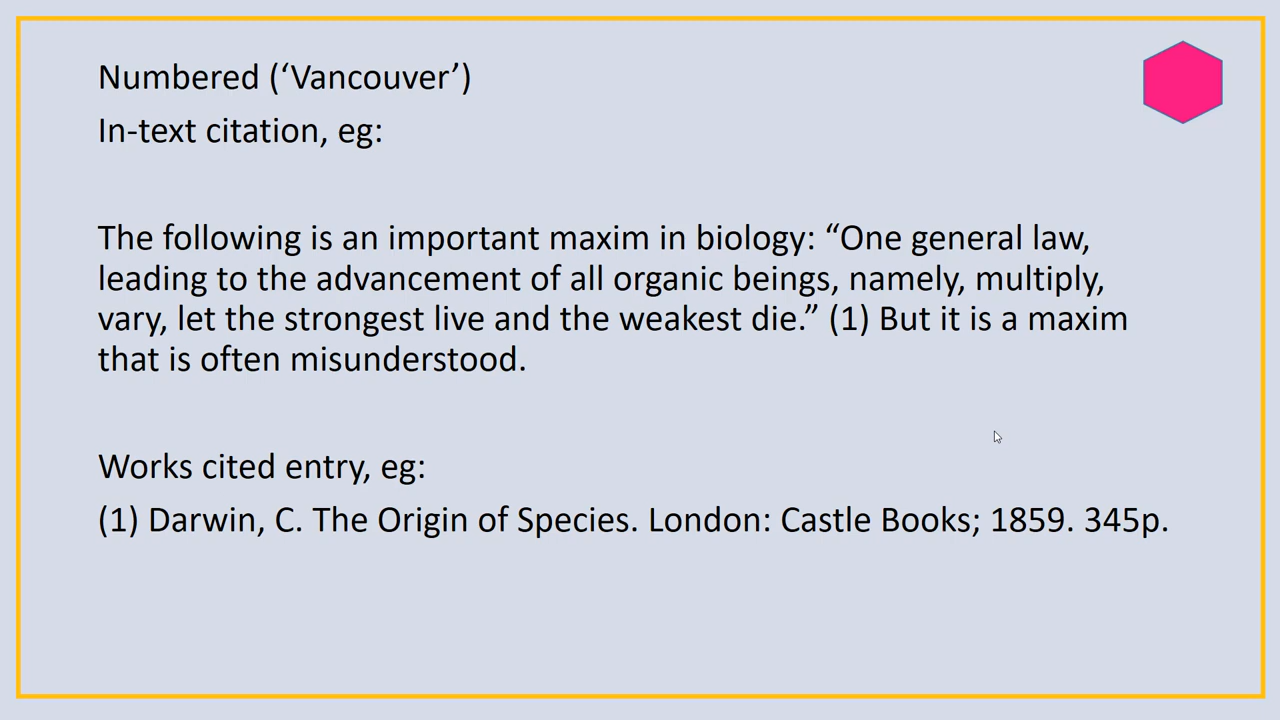 Numbered (‘Vancouver’)
In-text citation, eg:
The following is an important maxim in biology: “One general law,
leading to the advancement of all organic beings, namely, multiply,
vary, let the strongest live and the weakest die.” (1) But it is a maxim
that is often misunderstood.
Works cited entry, eg:
(1) Darwin, C. The Origin of Species. London: Castle Books; 1859. 345p.